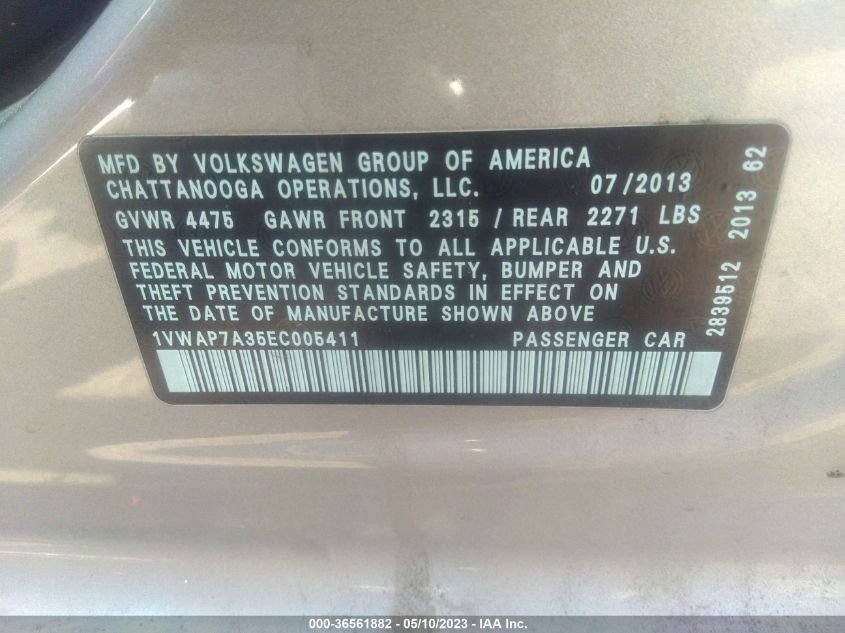 MFD BY VOLKSWAGEN GROUP OF AMERICA
CHATTANOOGA OPERATIONS, LLC. 07/2013
GVWR 4475 GAWR FRONT 2315 / REAR 2271 LBS
THIS VEHICLE CONFORMS TO ALL APPLICABLE U.S.
FEDERAL MOTOR VEHICLE SAFETY, BUMPER AND
THEFT PREVENTION STANDARDS IN EFFECT ON
THE DATE OF MANUFACTURE SHOWN ABOVE
1VWAP7A35EC005411 PASSENGER CAR
2839512 2013 62
000-36561882 - 05/10/2023 - IAA Inc.